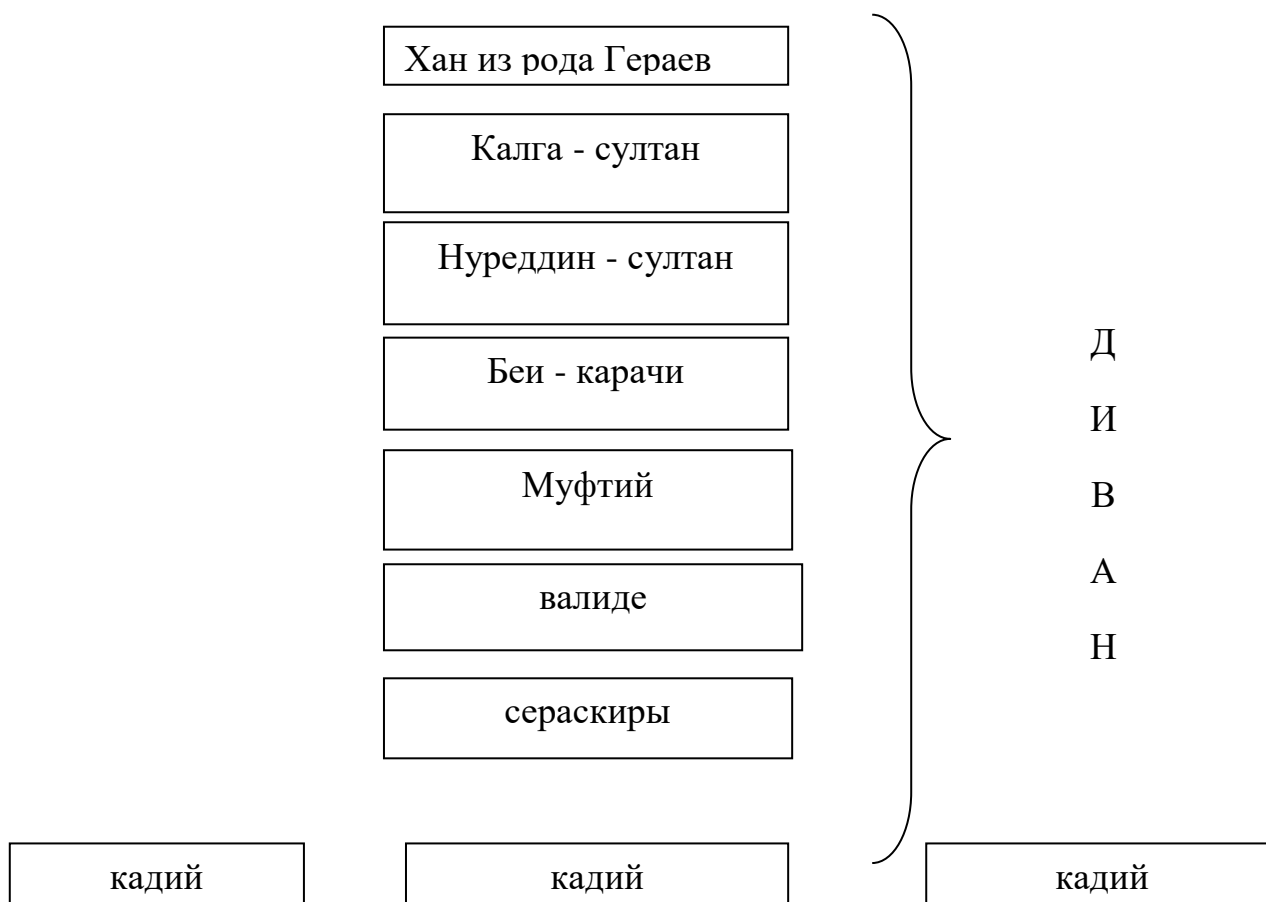 Хан из рода Гераев
Калга - султан
Нуреддин - султан
Беи - карачи
Муфтий
валиде
сераскиры
Д
И
В
А
Н
кадий
кадий
кадий